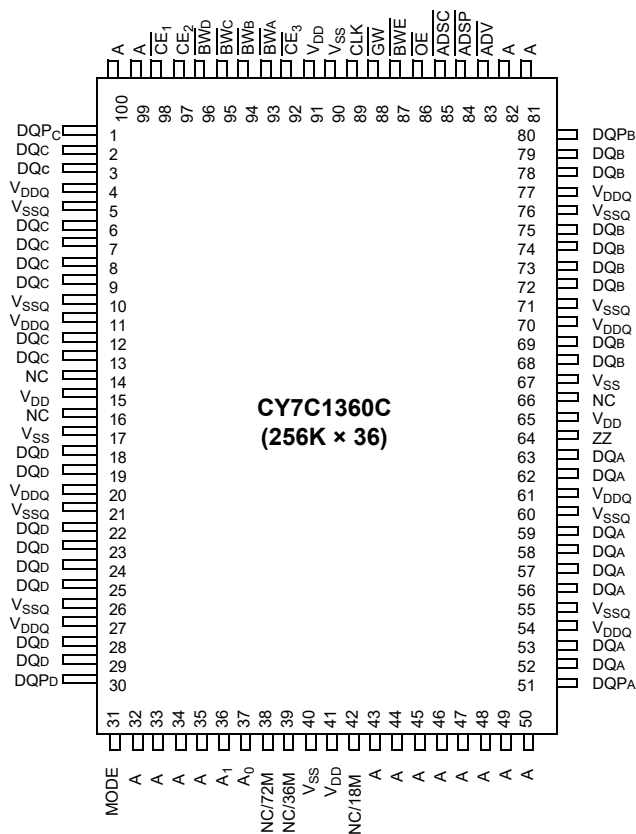 A A CE1 CE2 BWD BWC BWB BWA CE3 VDD VSS CLK GW BWE OE ADSC ADSP ADV A A
100 99 98 97 96 95 94 93 92 91 90 89 88 87 86 85 84 83 82 81
DQPC 1 80 DQPB
DQC 2 79 DQB
DQC 3 78 DQB
VDDQ 4 77 VDDQ
VSSQ 5 76 VSSQ
DQC 6 75 DQB
DQC 7 74 DQB
DQC 8 73 DQB
DQC 9 72 DQB
VSSQ 10 71 VSSQ
VDDQ 11 70 VDDQ
DQC 12 69 DQB
DQC 13 68 DQB
NC 14 67 VSS
VDD 15 66 NC
NC 16 65 VDD
VSS 17 64 ZZ
DQD 18 63 DQA
DQD 19 62 DQA
VDDQ 20 61 VDDQ
VSSQ 21 60 VSSQ
DQD 22 59 DQA
DQD 23 58 DQA
DQD 24 57 DQA
DQD 25 56 DQA
VSSQ 26 55 VSSQ
VDDQ 27 54 VDDQ
DQD 28 53 DQA
DQD 29 52 DQA
DQPD 30 51 DQPA
CY7C1360C
(256K × 36)
31 32 33 34 35 36 37 38 39 40 41 42 43 44 45 46 47 48 49 50
MODE A A A A A1 A0 NC/72M NC/36M VSS VDD NC/18M A A A A A A A A